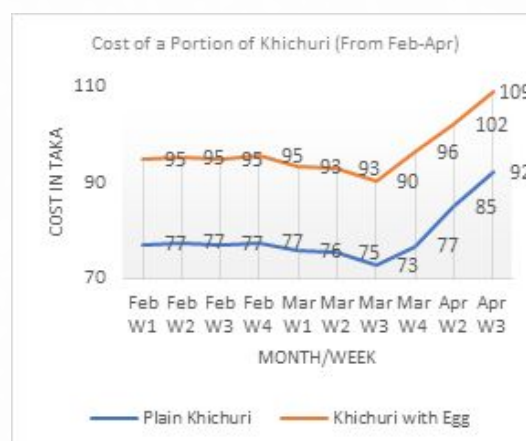 Cost of a Portion of Khichuri (From Feb-Apr)
110
90
70
COST IN TAKA
95 95 95 95 93 93 90 96 102 109
77 77 77 77 76 75 73 77 85 92
Feb Feb Feb Feb Mar Mar Mar Mar Apr Apr
W1 W2 W3 W4 W1 W2 W3 W4 W2 W3
MONTH/WEEK
Plain Khichuri Khichuri with Egg